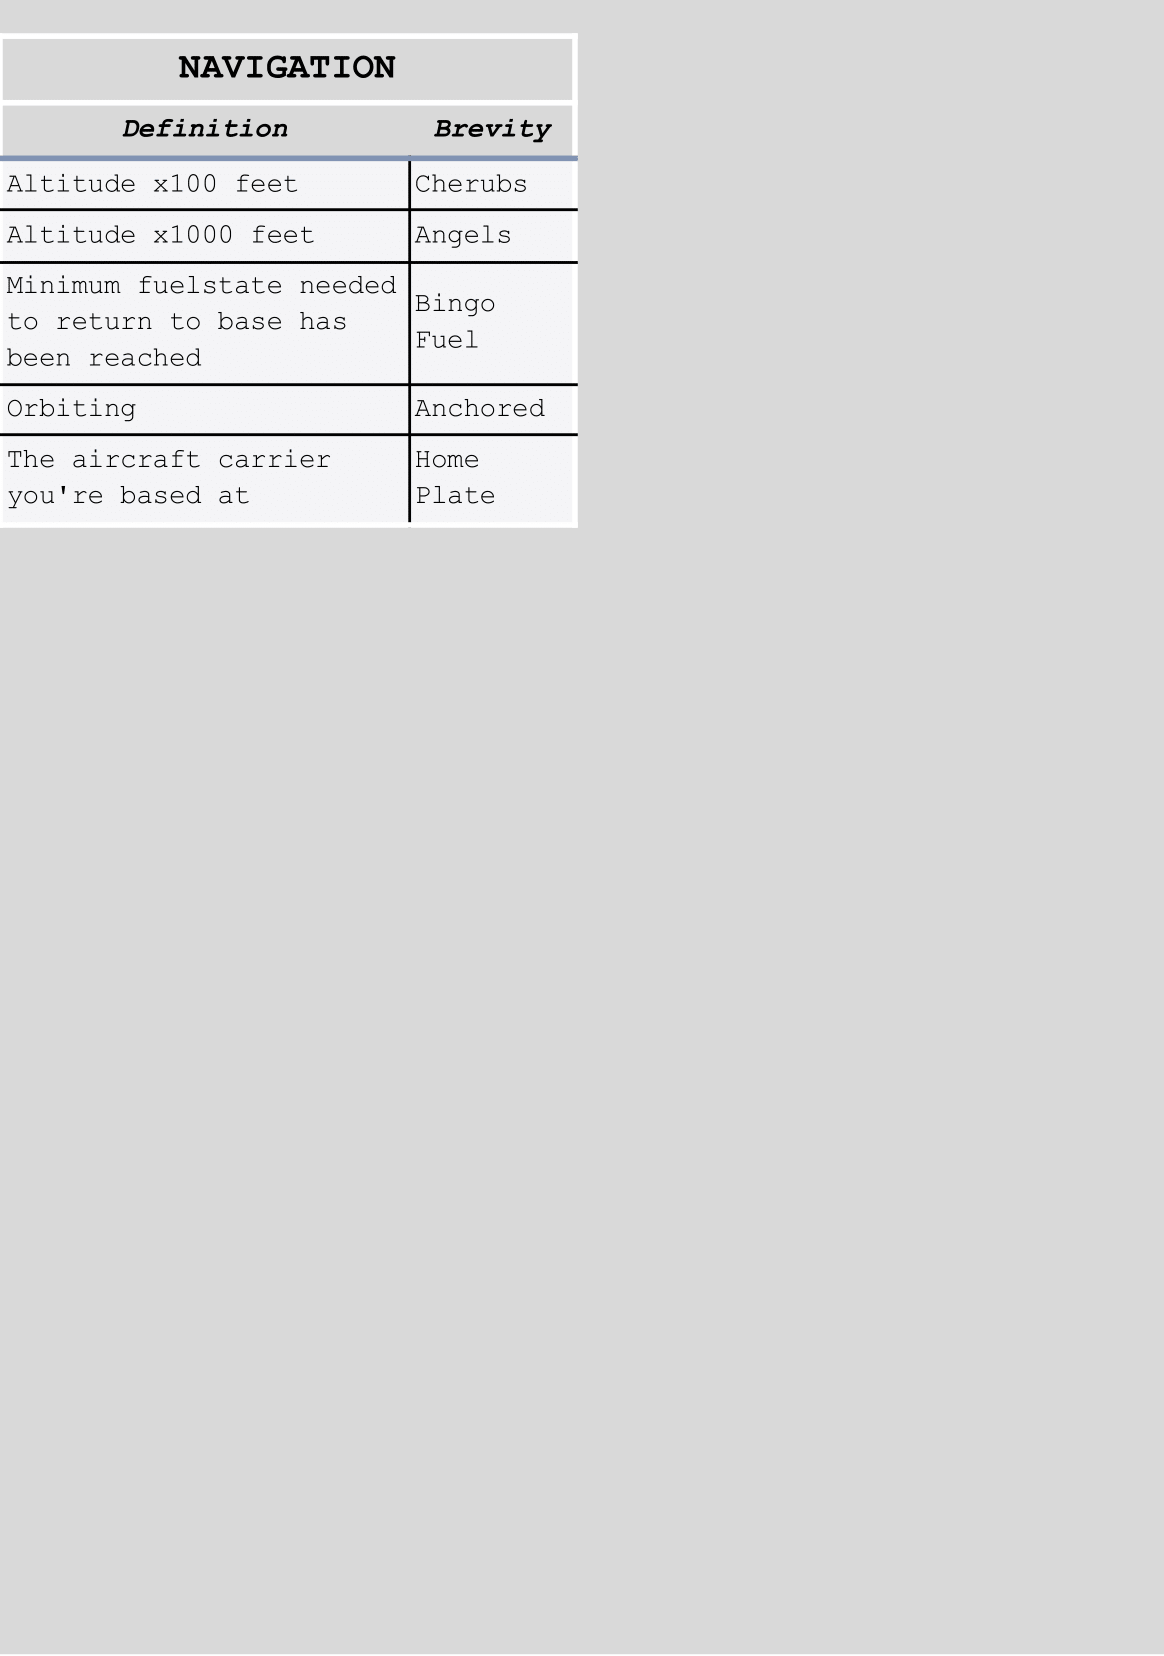 NAVIGATION
Definition Brevity
Altitude x100 feet Cherubs
Altitude x1000 feet Angels
Minimum fuelstate needed
to return to base has
been reached
Bingo
Fuel
Orbiting Anchored
The aircraft carrier
you're based at
Home
Plate